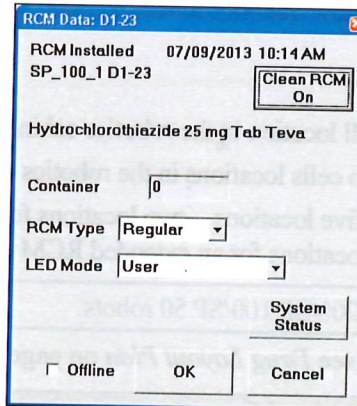 RCM Data: D1-23
RCM Installed 07/09/2013 10:14 AM
SP_100_1 D1-23
Clean RCM
On
Hydrochlorothiazide 25 mg Tab Teva
Container 0
RCM Type Regular
LED Mode User
System
Status
Offline OK Cancel